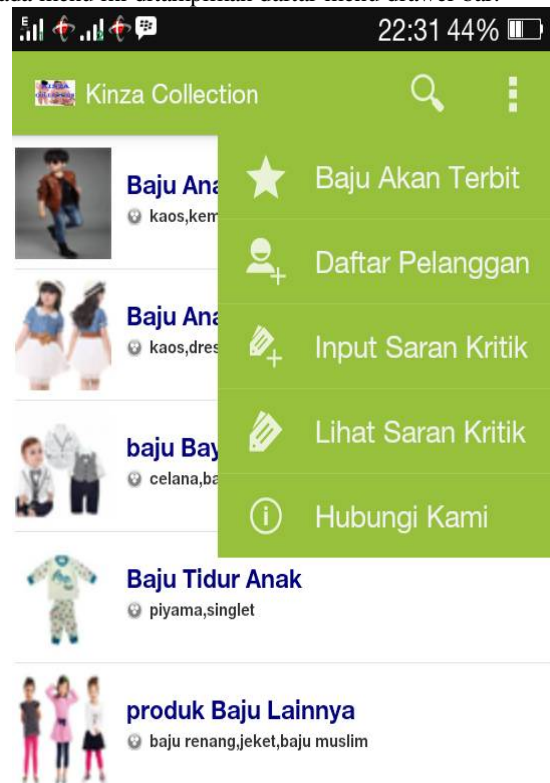 22:31 44%
KINZA
Kinza Collection
Baju Akan Terbit
Daftar Pelanggan
Input Saran Kritik
Lihat Saran Kritik
Hubungi Kami
Baju Ana
kaos,kem
Baju Ana
kaos,dres
baju Bay
celana,ba
Baju Tidur Anak
piyama,singlet
produk Baju Lainnya
baju renang,jeket,baju muslim